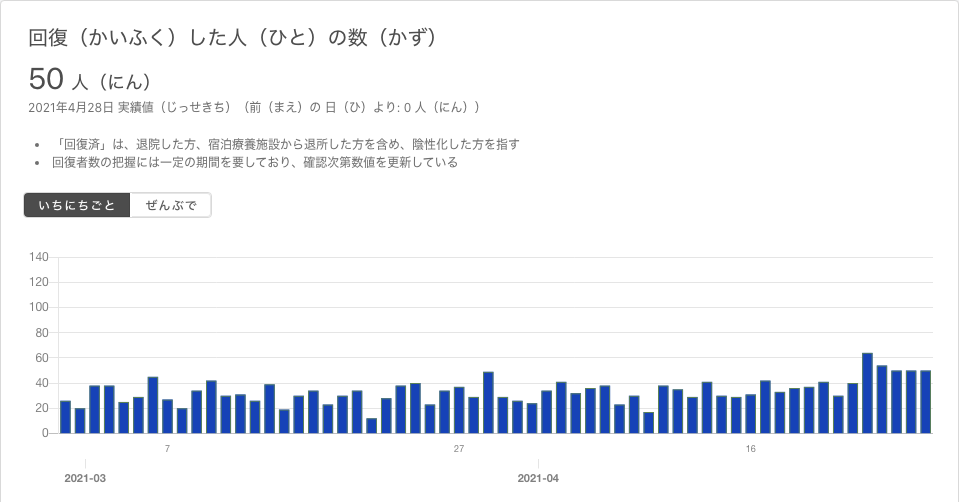 回復（かいふく）した人（ひと）の数（かず）
50 人（にん）
2021年4月28日 実績値（じっせきち）（前（まえ）の 日（ひ）より: 0 人（にん））
• 「回復済」は、退院した方、宿泊療養施設から退所した方を含め、陰性化した方を指す
• 回復者数の把握には一定の期間を要しており、確認次第数値を更新している
いちにちごと ぜんぶで
140
120
100
80
60
40
20
0
7 27 16
2021-03 2021-04